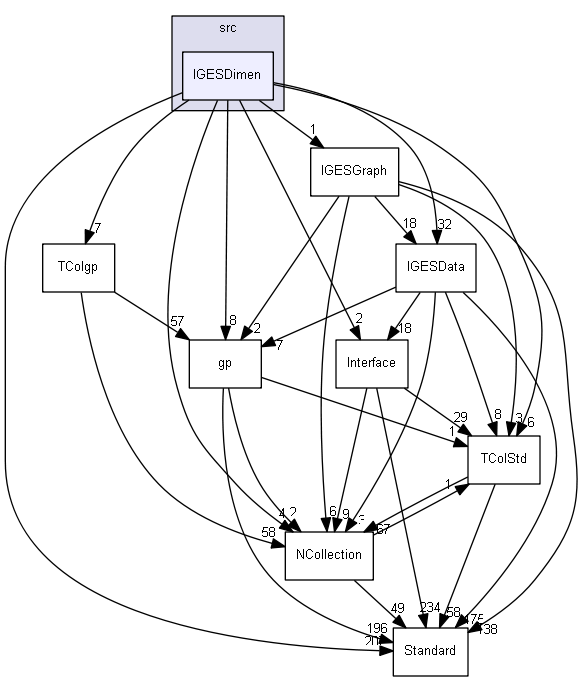 src
IGESDimen
1
IGESGraph
7
18
32
TColgp
IGESData
57
8
2
7
2
18
gp
Interface
1
29
8
3
6
TColStd
1
4
2
6
9
67
58
NCollection
49
234
58
175
138
196
Standard